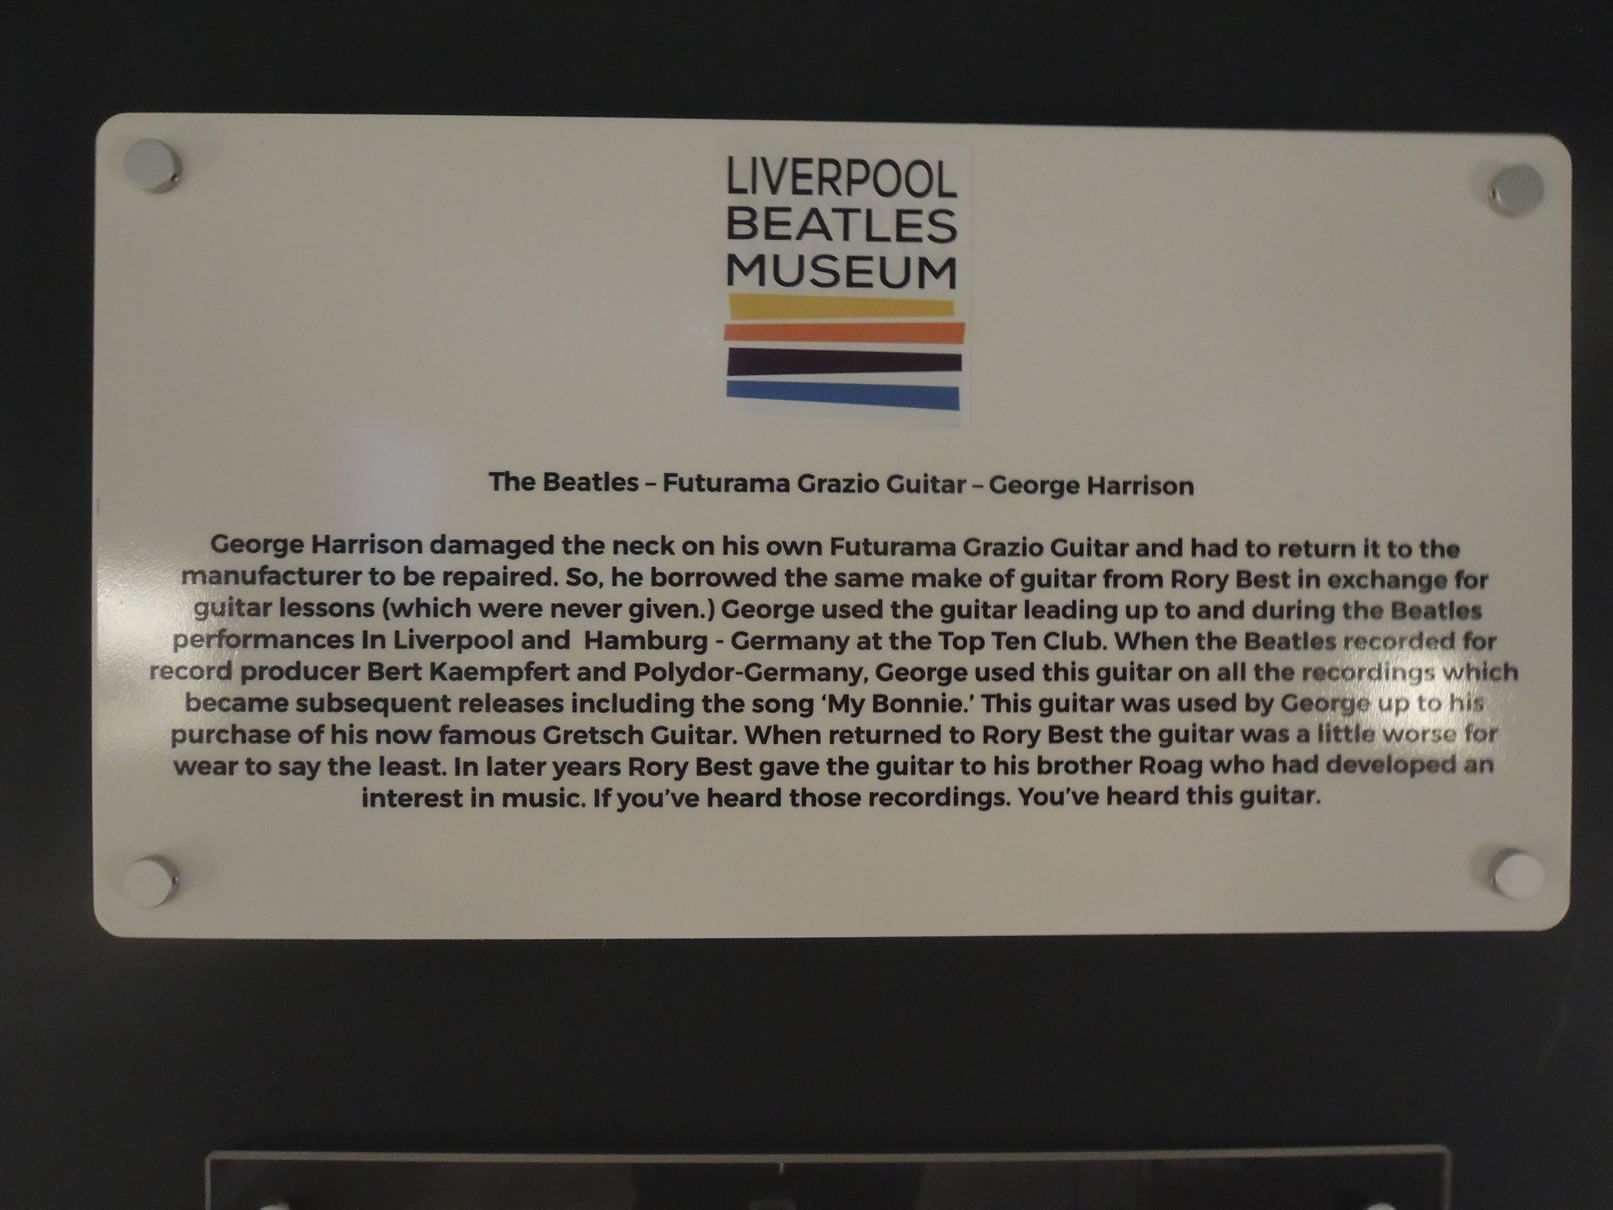 LIVERPOOL
BEATLES
MUSEUM
The Beatles – Futurama Grazio Guitar – George Harrison
George Harrison damaged the neck on his own Futurama Grazio Guitar and had to return it to the
manufacturer to be repaired. So, he borrowed the same make of guitar from Rory Best in exchange for
guitar lessons (which were never given.) George used the guitar leading up to and during the Beatles
performances In Liverpool and  Hamburg - Germany at the Top Ten Club. When the Beatles recorded for
record producer Bert Kaempfert and Polydor-Germany, George used this guitar on all the recordings which
became subsequent releases including the song ‘My Bonnie.’ This guitar was used by George up to his
purchase of his now famous Gretsch Guitar. When returned to Rory Best the guitar was a little worse for
wear to say the least. In later years Rory Best gave the guitar to his brother Roag who had developed an
interest in music. If you’ve heard those recordings. You’ve heard this guitar.